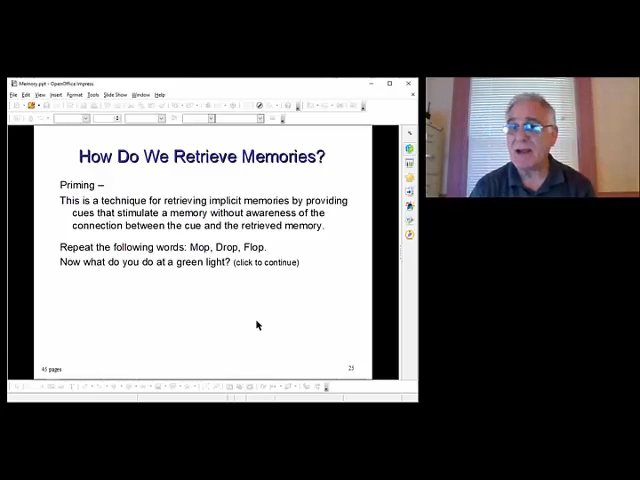 Memory.ppt - OpenOffice Impress
File Edit View Insert Format Tools Slide Show Window Help
How Do We Retrieve Memories?
Priming –
This is a technique for retrieving implicit memories by providing
cues that stimulate a memory without awareness of the
connection between the cue and the retrieved memory.
Repeat the following words: Mop, Drop, Flop.
Now what do you do at a green light? (click to continue)
45 pages
25